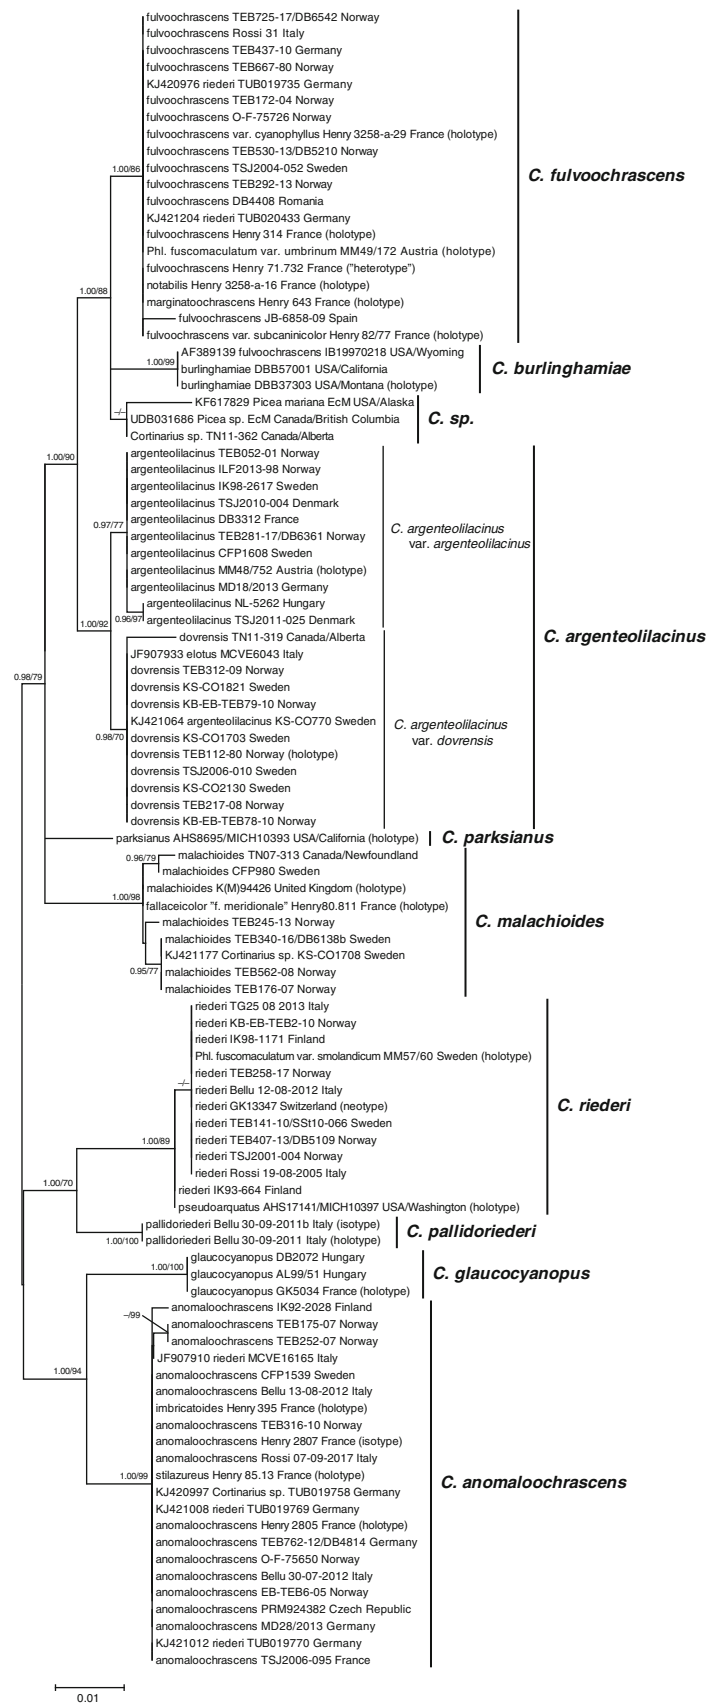 fulvoochrascens TEB725-17/DB6542 Norway
fulvoochrascens Rossi 31 Italy
fulvoochrascens TEB437-10 Germany
fulvoochrascens TEB667-80 Norway
KJ420976 riederi TUB019735 Germany
fulvoochrascens TEB172-04 Norway
fulvoochrascens O-F-75726 Norway
fulvoochrascens var. cyanophyllus Henry 3258-a-29 France (holotype)
fulvoochrascens TEB530-13/DB5210 Norway
1.00/86
fulvoochrascens TSJ2004-052 Sweden
C. fulvoochrascens
fulvoochrascens TEB292-13 Norway
fulvoochrascens DB4408 Romania
KJ421204 riederi TUB020433 Germany
fulvoochrascens Henry 314 France (holotype)
Phl. fuscomaculatum var. umbrinum MM49/172 Austria (holotype)
fulvoochrascens Henry 71.732 France ("heterotype")
notabilis Henry 3258-a-16 France (holotype)
1.00/88
marginatoochrascens Henry 643 France (holotype)
fulvoochrascens JB-6858-09 Spain
fulvoochrascens var. subcaninicolor Henry 82/77 France (holotype)
AF389139 fulvoochrascens IB19970218 USA/Wyoming
1.00/99
burlinghamiae DBB57001 USA/California
C. burlinghamiae
burlinghamiae DBB37303 USA/Montana (holotype)
KF617829 Picea mariana EcM USA/Alaska
–/–
UDB031686 Picea sp. EcM Canada/British Columbia
C. sp.
Cortinarius sp. TN11-362 Canada/Alberta
1.00/90
argenteolilacinus TEB052-01 Norway
argenteolilacinus ILF2013-98 Norway
argenteolilacinus IK98-2617 Sweden
argenteolilacinus TSJ2010-004 Denmark
0.97/77
argenteolilacinus DB3312 France
C. argenteolilacinus
var. argenteolilacinus
argenteolilacinus TEB281-17/DB6361 Norway
argenteolilacinus CFP1608 Sweden
argenteolilacinus MM48/752 Austria (holotype)
argenteolilacinus MD18/2013 Germany
argenteolilacinus NL-5262 Hungary
0.96/97
argenteolilacinus TSJ2011-025 Denmark
1.00/92
dovrensis TN11-319 Canada/Alberta
C. argenteolilacinus
JF907933 elotus MCVE6043 Italy
dovrensis TEB312-09 Norway
0.98/79
dovrensis KS-CO1821 Sweden
dovrensis KB-EB-TEB79-10 Norway
KJ421064 argenteolilacinus KS-CO770 Sweden
C. argenteolilacinus
var. dovrensis
0.98/70
dovrensis KS-CO1703 Sweden
dovrensis TEB112-80 Norway (holotype)
dovrensis TSJ2006-010 Sweden
dovrensis KS-CO2130 Sweden
dovrensis TEB217-08 Norway
dovrensis KB-EB-TEB78-10 Norway
parksianus AHS8695/MICH10393 USA/California (holotype)
C. parksianus
0.96/79
malachioides TN07-313 Canada/Newfoundland
malachioides CFP980 Sweden
malachioides K(M)94426 United Kingdom (holotype)
1.00/98
fallaceicolor "f. meridionale" Henry80.811 France (holotype)
malachioides TEB245-13 Norway
C. malachioides
malachioides TEB340-16/DB6138b Sweden
KJ421177 Cortinarius sp. KS-CO1708 Sweden
0.95/77
malachioides TEB562-08 Norway
malachioides TEB176-07 Norway
riederi TG25 08 2013 Italy
riederi KB-EB-TEB2-10 Norway
riederi IK98-1171 Finland
Phl. fuscomaculatum var. smolandicum MM57/60 Sweden (holotype)
riederi TEB258-17 Norway
–/–
riederi Bellu 12-08-2012 Italy
riederi GK13347 Switzerland (neotype)
C. riederi
riederi TEB141-10/SSt10-066 Sweden
riederi TEB407-13/DB5109 Norway
1.00/89
riederi TSJ2001-004 Norway
riederi Rossi 19-08-2005 Italy
1.00/70
riederi IK93-664 Finland
pseudoarquatus AHS17141/MICH10397 USA/Washington (holotype)
pallidoriederi Bellu 30-09-2011b Italy (isotype)
C. pallidoriederi
1.00/100
pallidoriederi Bellu 30-09-2011 Italy (holotype)
glaucocyanopus DB2072 Hungary
1.00/100
glaucocyanopus AL99/51 Hungary
C. glaucocyanopus
glaucocyanopus GK5034 France (holotype)
anomaloochrascens IK92-2028 Finland
–/99
anomaloochrascens TEB175-07 Norway
anomaloochrascens TEB252-07 Norway
JF907910 riederi MCVE16165 Italy
1.00/94
anomaloochrascens CFP1539 Sweden
anomaloochrascens Bellu 13-08-2012 Italy
imbricatoides Henry 395 France (holotype)
anomaloochrascens TEB316-10 Norway
anomaloochrascens Henry 2807 France (isotype)
anomaloochrascens Rossi 07-09-2017 Italy
1.00/99
stilazureus Henry 85.13 France (holotype)
C. anomaloochrascens
KJ420997 Cortinarius sp. TUB019758 Germany
KJ421008 riederi TUB019769 Germany
anomaloochrascens Henry 2805 France (holotype)
anomaloochrascens TEB762-12/DB4814 Germany
anomaloochrascens O-F-75650 Norway
anomaloochrascens Bellu 30-07-2012 Italy
anomaloochrascens EB-TEB6-05 Norway
anomaloochrascens PRM924382 Czech Republic
anomaloochrascens MD28/2013 Germany
KJ421012 riederi TUB019770 Germany
anomaloochrascens TSJ2006-095 France
0.01